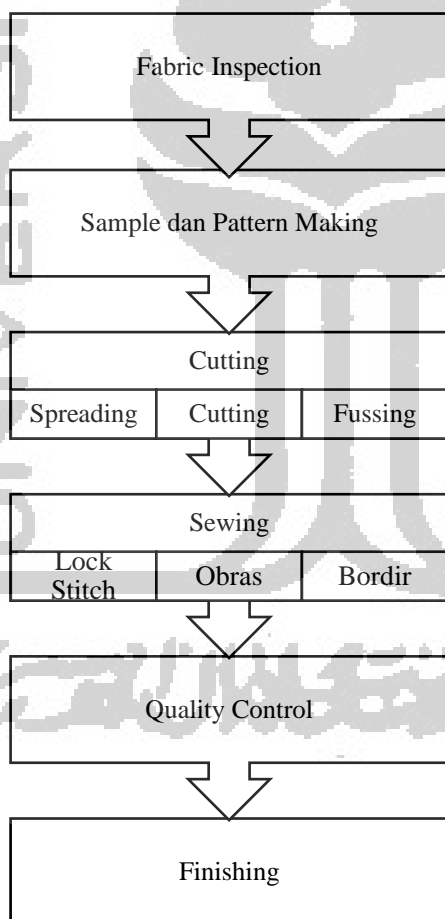 Fabric Inspection
Sample dan Pattern Making
Cutting
Spreading Cutting Fussing
Sewing
Lock Stitch Obras Bordir
Quality Control
Finishing